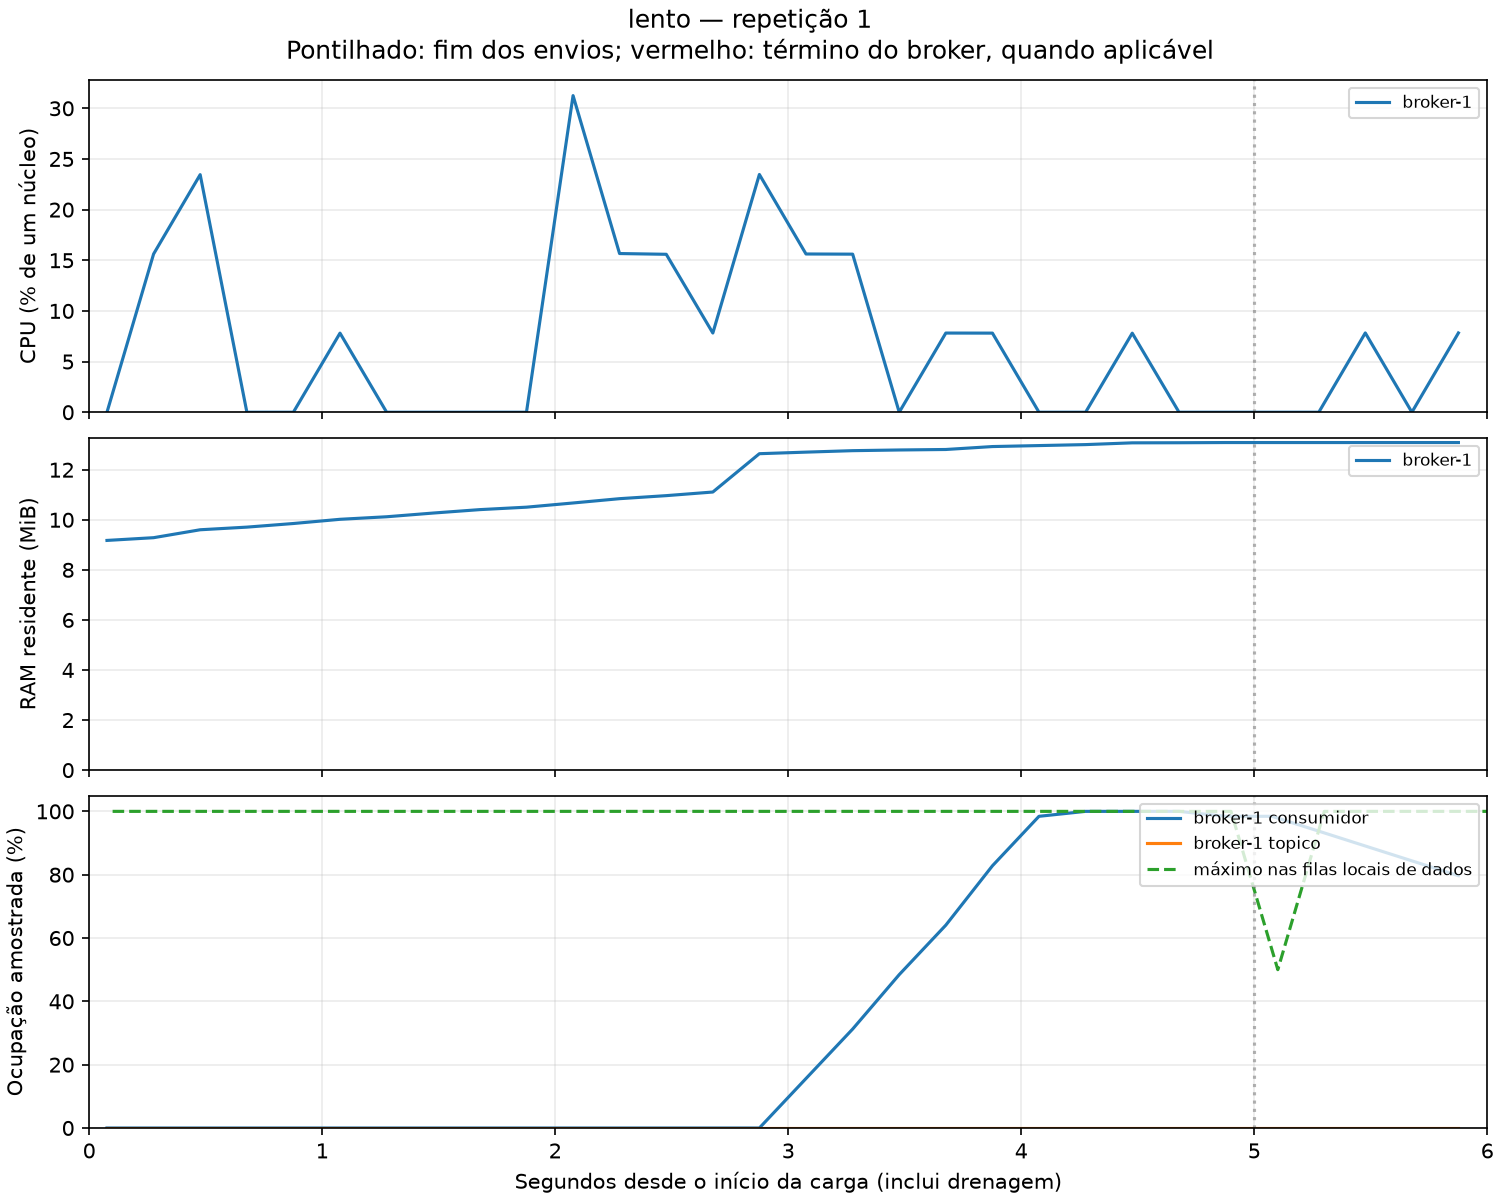 lento — repetição 1
Pontilhado: fim dos envios; vermelho: término do broker, quando aplicável
CPU (% de um núcleo)
30
25
20
15
10
5
0
broker-1
RAM residente (MiB)
12
10
8
6
4
2
0
broker-1
Ocupação amostrada (%)
100
80
60
40
20
0
broker-1 consumidor
broker-1 topico
máximo nas filas locais de dados
0 1 2 3 4 5 6
Segundos desde o início da carga (inclui drenagem)